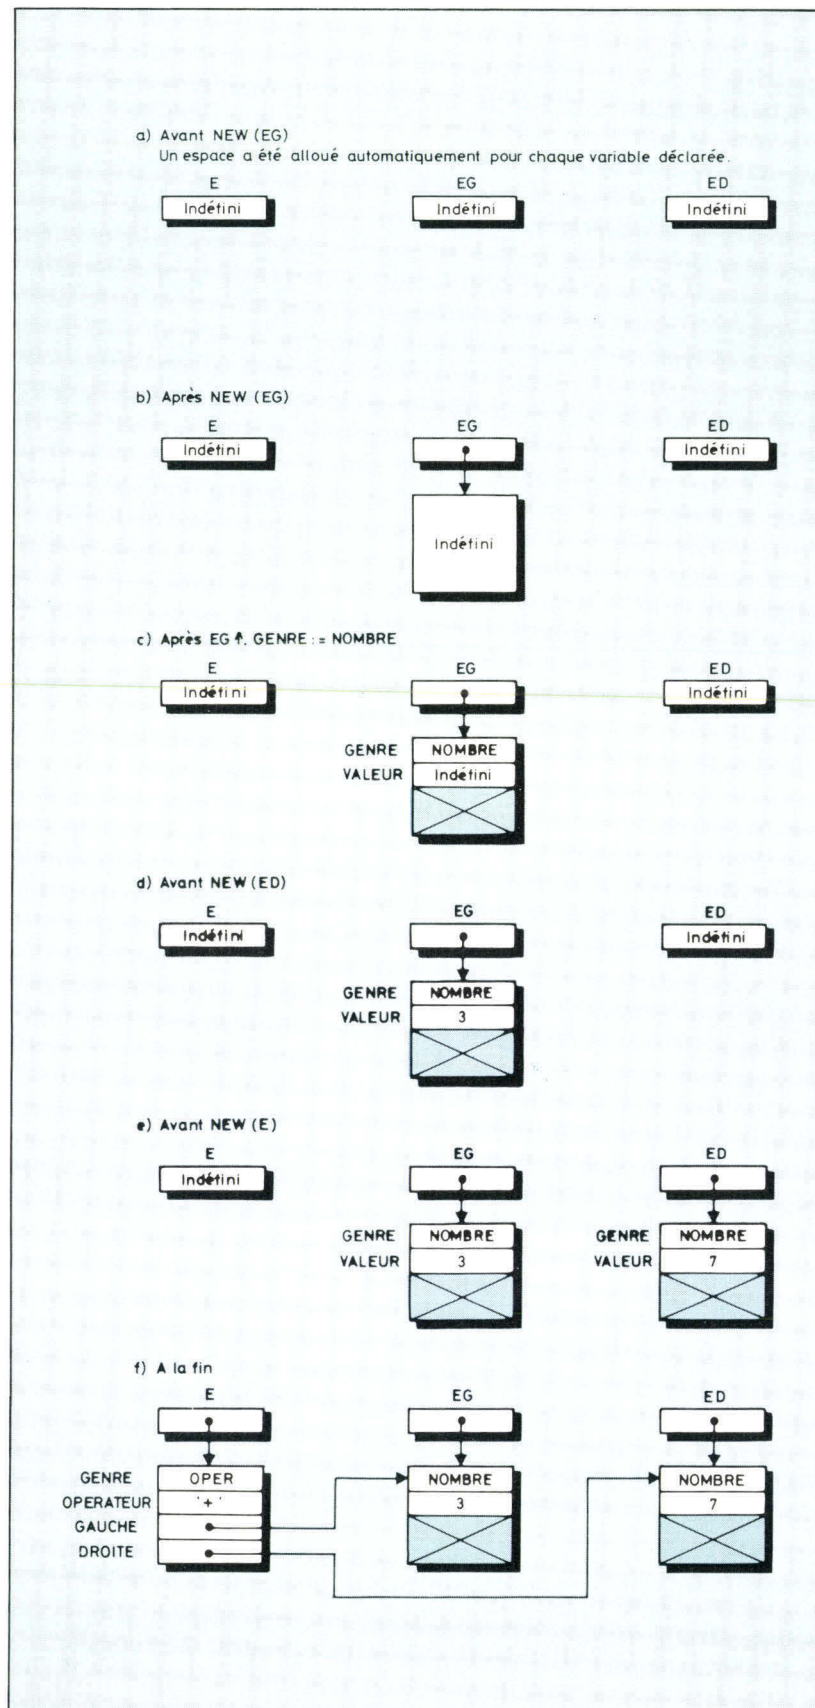 a) Avant NEW (EG)
Un espace a été alloué automatiquement pour chaque variable déclarée.
E EG ED
Indéfini Indéfini Indéfini
b) Après NEW (EG)
E EG ED
Indéfini Indéfini
Indéfini
c) Après EG ↑. GENRE := NOMBRE
E EG ED
Indéfini Indéfini
GENRE NOMBRE
VALEUR Indéfini
d) Avant NEW (ED)
E EG ED
Indéfini Indéfini
GENRE NOMBRE
VALEUR 3
e) Avant NEW (E)
E EG ED
Indéfini
GENRE NOMBRE GENRE NOMBRE
VALEUR 3 VALEUR 7
f) A la fin
E EG ED
GENRE OPER NOMBRE NOMBRE
OPERATEUR '+' 3 7
GAUCHE
DROITE